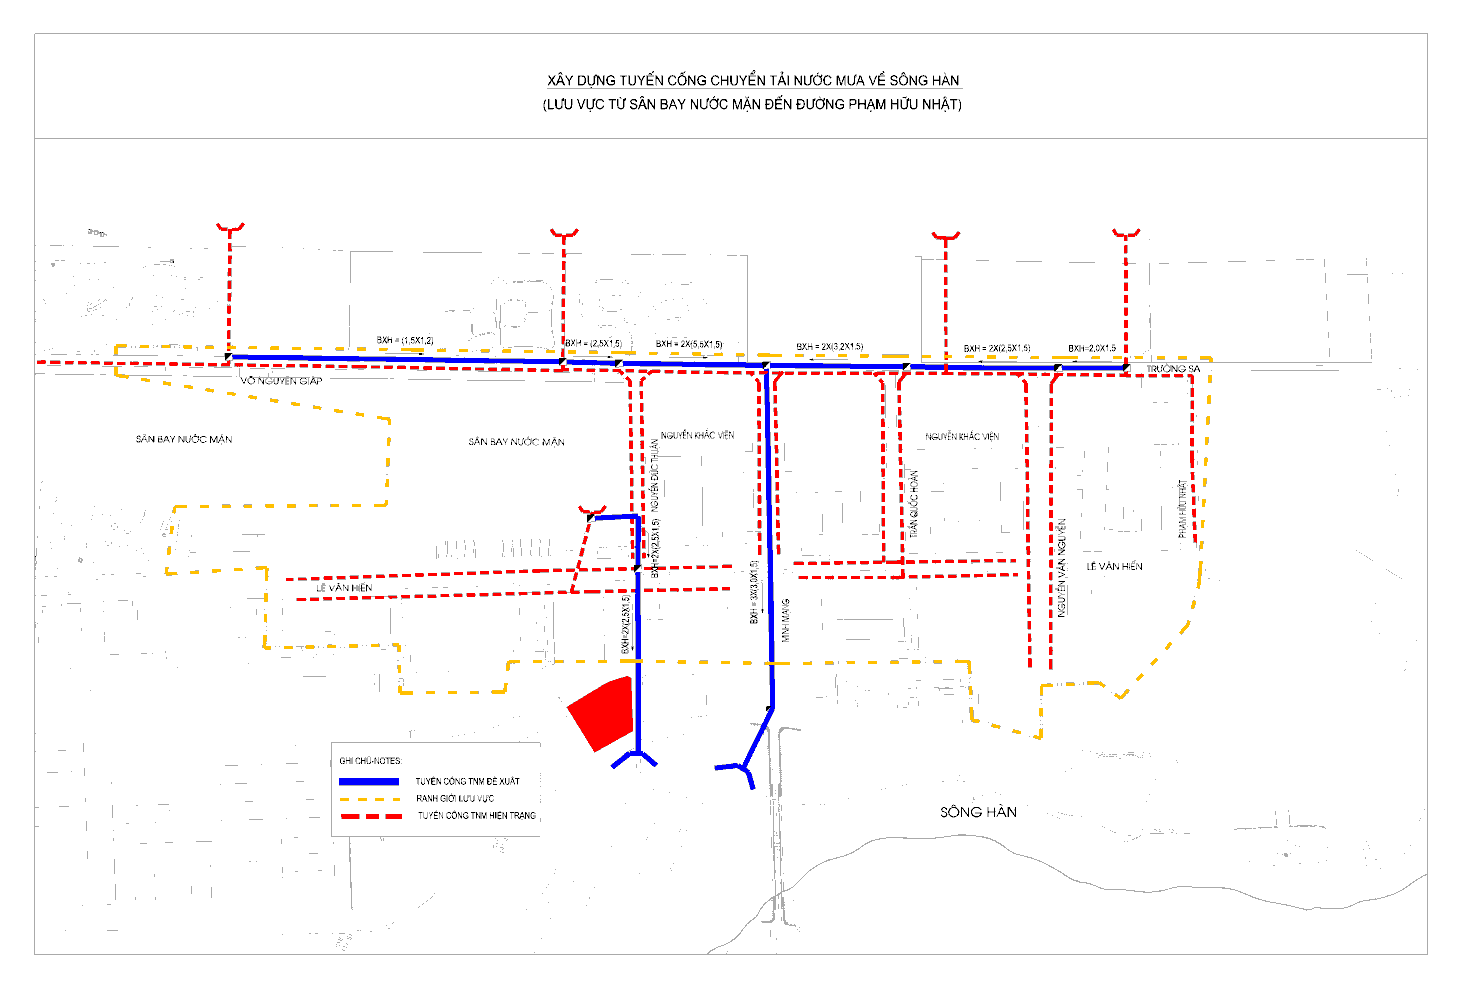 XÂY DỰNG TUYẾN CỐNG CHUYỂN TẢI NƯỚC MƯA VỀ SÔNG HÀN
(LƯU VỰC TỪ SÂN BAY NƯỚC MẶN ĐẾN ĐƯỜNG PHẠM HỮU NHẬT)
BXH = (1,5X1,2)
BXH = (2,5X1,5)
BXH = 2X(5,5X1,5)
BXH = 2X(3,2X1,5)
BXH = 2X(2,5X1,5)
BXH=2,0X1.5
VÕ NGUYÊN GIÁP
TRƯỜNG SA
SÂN BAY NƯỚC MẶN
SÂN BAY NƯỚC MẶN
NGUYỄN KHẮC VIỆN
NGUYỄN KHẮC VIỆN
NGUYỄN ĐỨC THUẬN
BXH=2X(2,5X1,5)
TRẦN QUỐC HOÀN
PHẠM HỮU NHẬT
NGUYỄN VĂN NGUYỄN
LÊ VĂN HIẾN
LÊ VĂN HIẾN
BXH=2X(2,5X1,5)
BXH = 3X(3,0X1,5)
MINH MẠNG
GHI CHÚ-NOTES:
TUYẾN CỐNG TNM ĐỀ XUẤT
RANH GIỚI LƯU VỰC
TUYẾN CỐNG TNM HIỆN TRẠNG
SÔNG HÀN